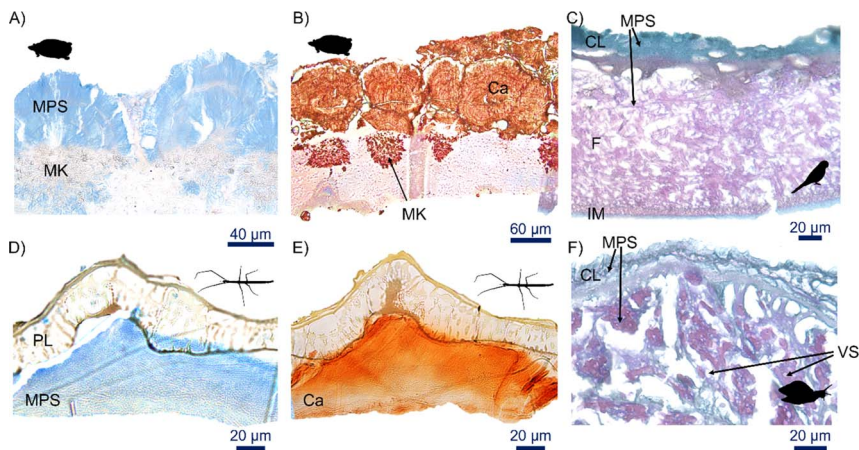 A)
MPS
MK
40 µm
B)
Ca
MK
60 µm
C)
MPS
CL
F
IM
20 µm
D)
PL
MPS
20 µm
E)
Ca
20 µm
F)
MPS
CL
VS
20 µm